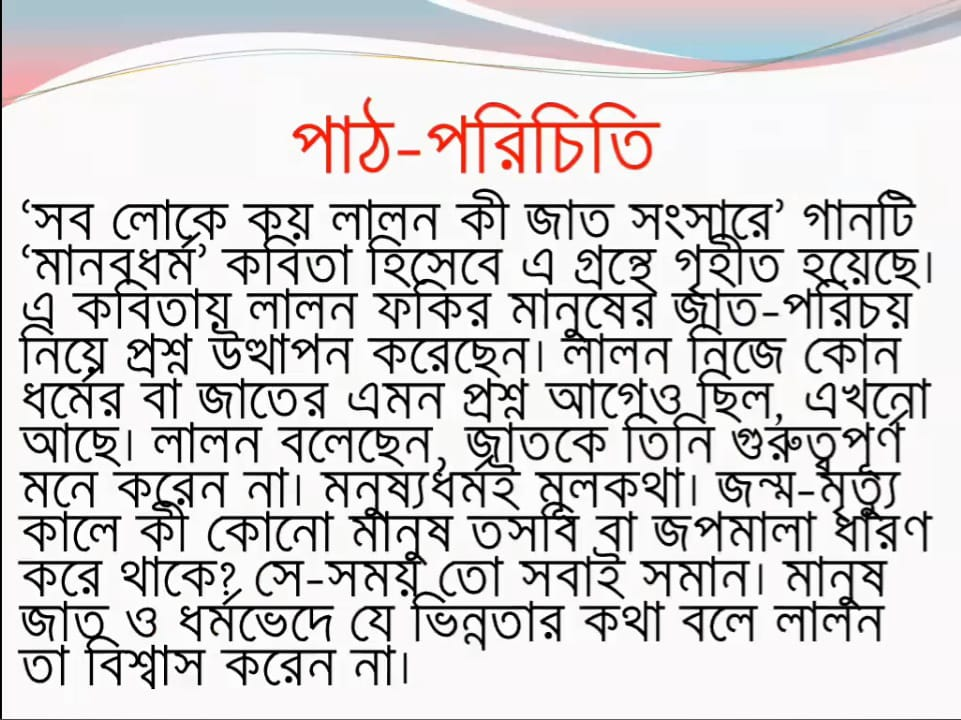 পাঠ-পরিচিতি
‘সব লোকে কয় লালন কী জাত সংসারে’ গানটি
‘মানবধর্ম’ কবিতা হিসেবে এ গ্রন্থে গৃহীত হয়েছে।
এ কবিতায় লালন ফকির মানুষের জাত-পরিচয়
নিয়ে প্রশ্ন উত্থাপন করেছেন। লালন নিজে কোন
ধর্মের বা জাতের এমন প্রশ্ন আগেও ছিল, এখনো
আছে। লালন বলেছেন, জাতকে তিনি গুরুত্বপূর্ণ
মনে করেন না। মনুষ্যধর্মই মূলকথা। জন্ম-মৃত্যু
কালে কী কোনো মানুষ তসবি বা জপমালা ধারণ
করে থাকে? সে-সময় তো সবাই সমান। মানুষ
জাত ও ধর্মভেদে যে ভিন্নতার কথা বলে লালন
তা বিশ্বাস করেন না।